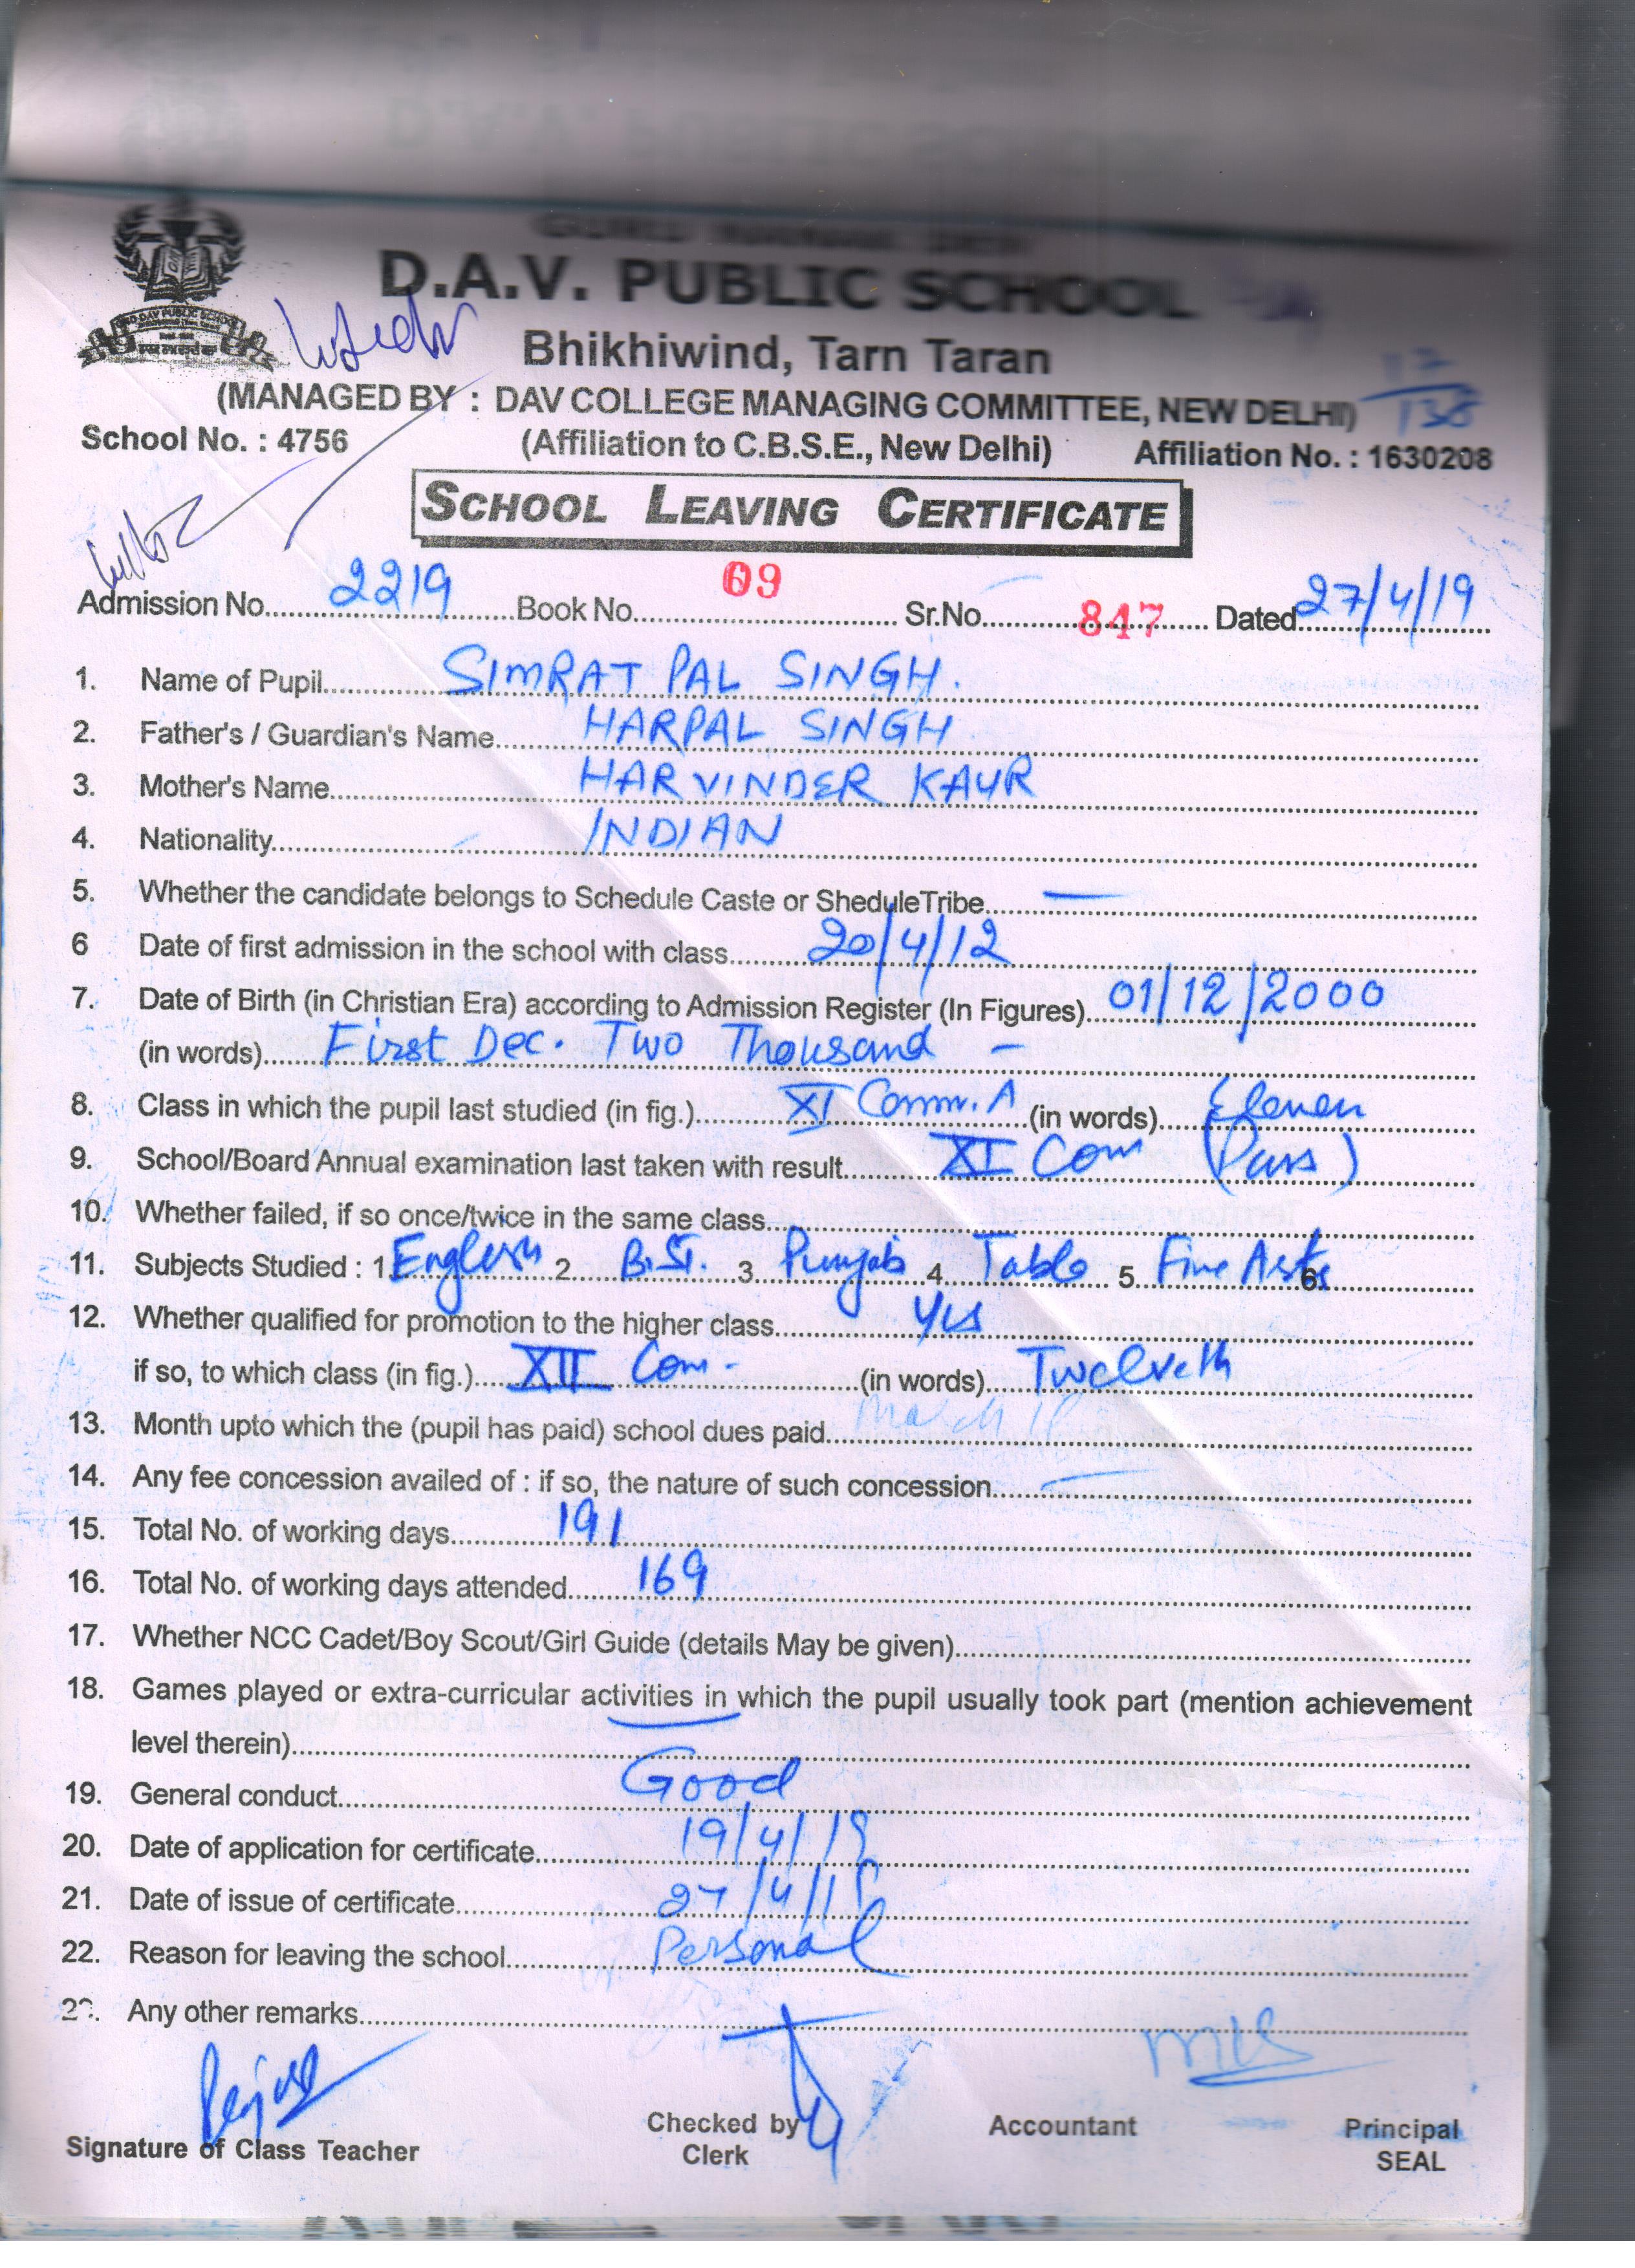 GURU NANAK DEV
D.A.V. PUBLIC SCHOOL
Bhikhiwind, Tarn Taran
(MANAGED BY : DAV COLLEGE MANAGING COMMITTEE, NEW DELHI)
School No. : 4756 (Affiliation to C.B.S.E., New Delhi) Affiliation No. : 1630208
SCHOOL LEAVING CERTIFICATE
Admission No. 2219 Book No. 69 Sr.No. 847 Dated 27/4/19
1. Name of Pupil SIMRAT PAL SINGH.
2. Father's / Guardian's Name HARPAL SINGH
3. Mother's Name HARVINDER KAUR
4. Nationality INDIAN
5. Whether the candidate belongs to Schedule Caste or SheduleTribe —
6 Date of first admission in the school with class 20/4/12
7. Date of Birth (in Christian Era) according to Admission Register (In Figures) 01/12/2000
(in words) First Dec. Two Thousand —
8. Class in which the pupil last studied (in fig.) XI Comm. A (in words) Eleven
9. School/Board Annual examination last taken with result XI Com (Pass)
10. Whether failed, if so once/twice in the same class
11. Subjects Studied : 1 English 2 B.St. 3 Punjabi 4 Tabla 5. Fine Arts 6
12. Whether qualified for promotion to the higher class Yes
if so, to which class (in fig.) XII Com. (in words) Twelveth
13. Month upto which the (pupil has paid) school dues paid March
14. Any fee concession availed of : if so, the nature of such concession —
15. Total No. of working days 191
16. Total No. of working days attended 169
17. Whether NCC Cadet/Boy Scout/Girl Guide (details May be given)
18. Games played or extra-curricular activities in which the pupil usually took part (mention achievement
level therein)
19. General conduct Good
20. Date of application for certificate 19/4/19
21. Date of issue of certificate 27/4/19
22. Reason for leaving the school Personal
23. Any other remarks
Signature of Class Teacher Checked by Accountant Principal
Clerk SEAL